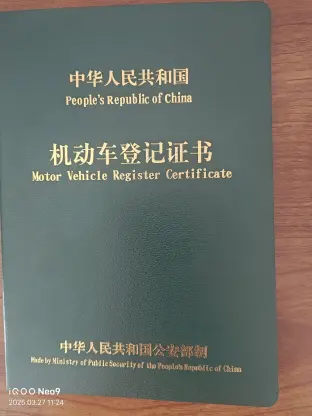 中华人民共和国
People's Republic of China
机动车登记证书
Motor Vehicle Register Certificate
中华人民共和国公安部制
Made by Ministry of Public Security of the People's Republic of China
iQOO Neo9
2025.03.27 11:24